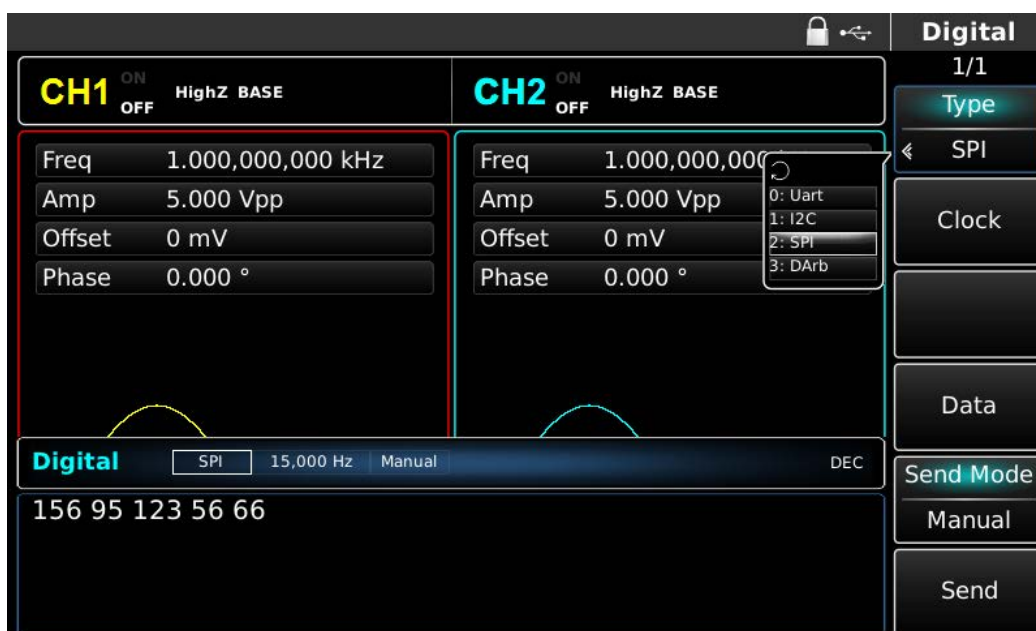 Digital
1/1
CH1 ON OFF HighZ BASE
CH2 ON OFF HighZ BASE
Type
SPI
Freq 1.000,000,000 kHz
Amp 5.000 Vpp
Offset 0 mV
Phase 0.000 °
Freq 1.000,000,000
Amp 5.000 Vpp
Offset 0 mV
Phase 0.000 °
0: Uart
1: I2C
2: SPI
3: DArb
Clock
Data
Digital SPI 15,000 Hz Manual DEC
156 95 123 56 66
Send Mode
Manual
Send